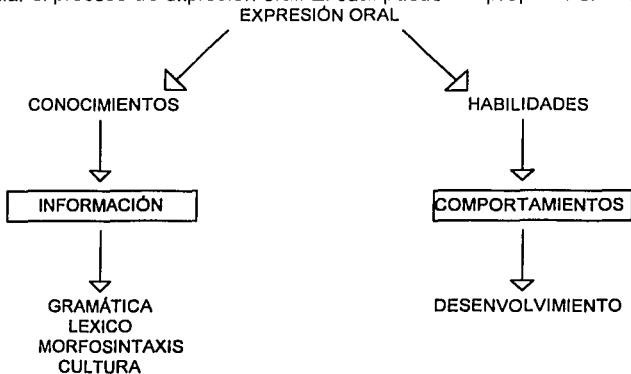 EXPRESIÓN ORAL
CONOCIMIENTOS
HABILIDADES
INFORMACIÓN
COMPORTAMIENTOS
GRAMÁTICA
LEXICO
MORFOSINTAXIS
CULTURA
DESENVOLVIMIENTO